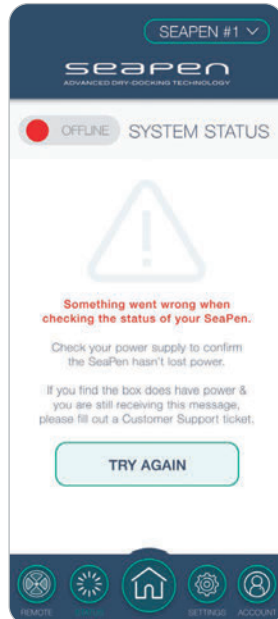 SEAPEN #1
seapen
ADVANCED DRY-DOCKING TECHNOLOGY
OFFLINE
SYSTEM STATUS
Something went wrong when
checking the status of your SeaPen.
Check your power supply to confirm
the SeaPen hasn't lost power.
If you find the box does have power &
you are still receiving this message,
please fill out a Customer Support ticket.
TRY AGAIN
REMOTE
STATUS
SETTINGS
ACCOUNT